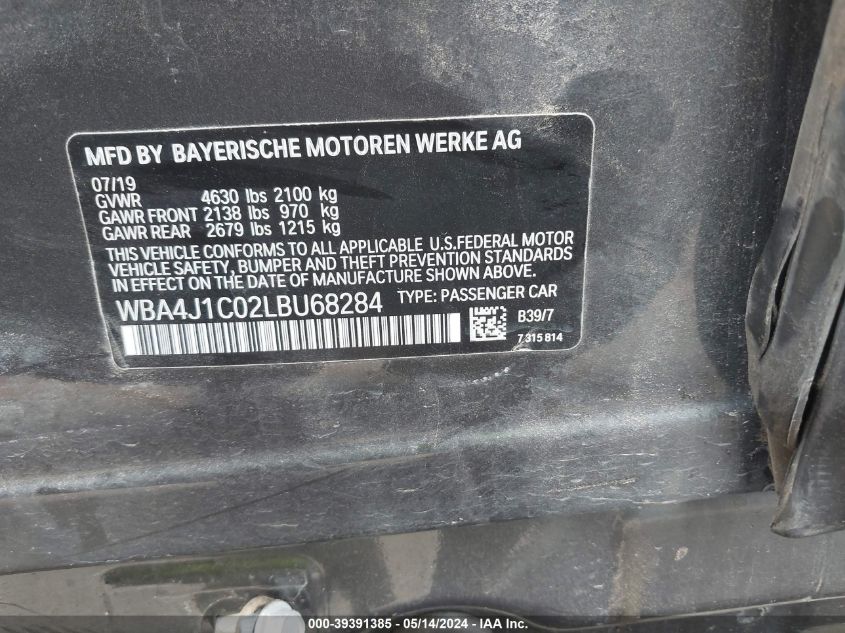 MFD BY BAYERISCHE MOTOREN WERKE AG
07/19
GVWR 4630 lbs 2100 kg
GAWR FRONT 2138 lbs 970 kg
GAWR REAR 2679 lbs 1215 kg
THIS VEHICLE CONFORMS TO ALL APPLICABLE U.S.FEDERAL MOTOR
VEHICLE SAFETY, BUMPER AND THEFT PREVENTION STANDARDS
IN EFFECT ON THE DATE OF MANUFACTURE SHOWN ABOVE.
WBA4J1C02LBU68284 TYPE: PASSENGER CAR
B39/7
7315814
000-39391385 - 05/14/2024 - IAA Inc.